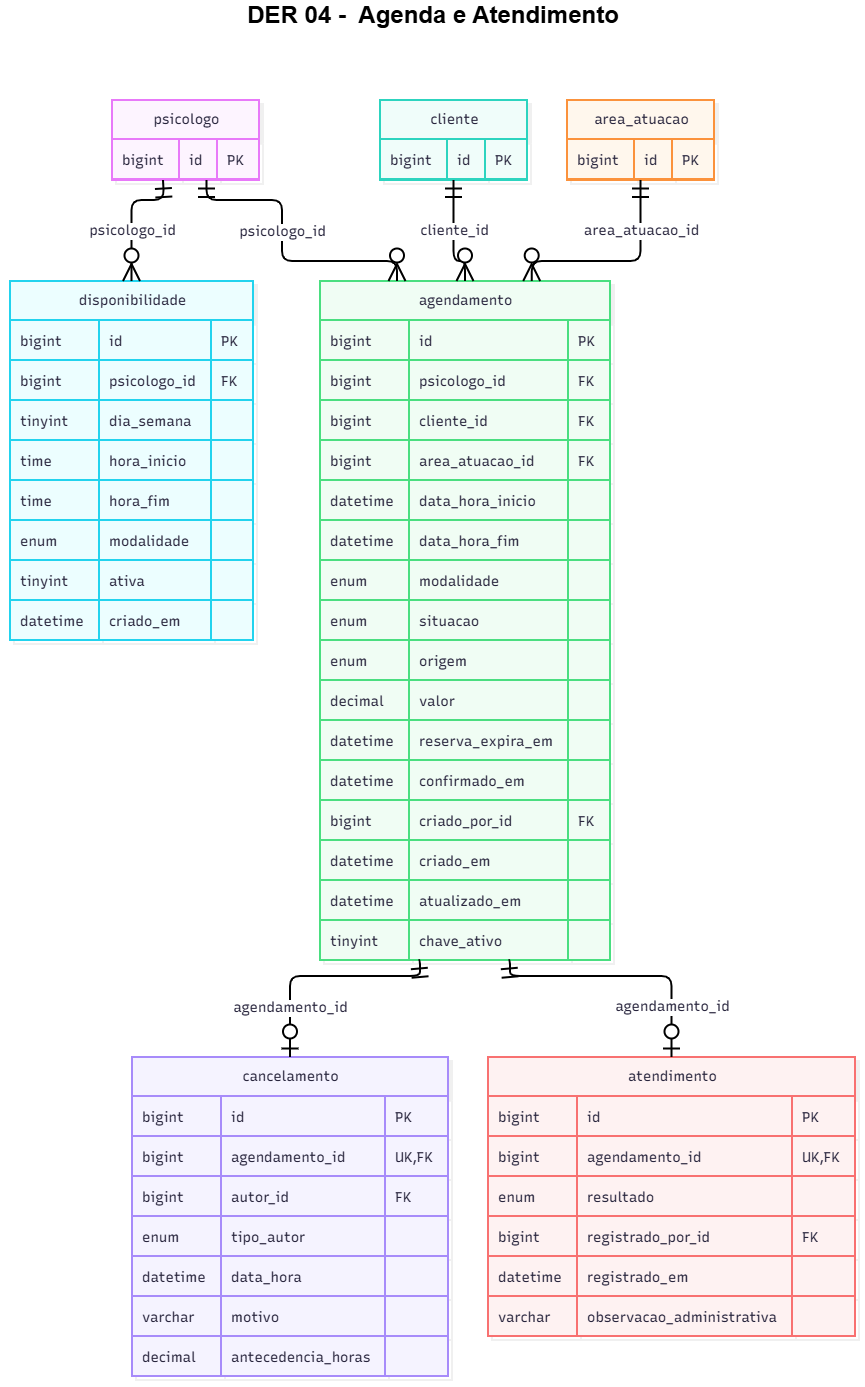 DER 04 - Agenda e Atendimento
psicologo
bigint id PK
cliente
bigint id PK
area_atuacao
bigint id PK
psicologo_id
psicologo_id
cliente_id
area_atuacao_id
disponibilidade
bigint id PK
bigint psicologo_id FK
tinyint dia_semana
time hora_inicio
time hora_fim
enum modalidade
tinyint ativa
datetime criado_em
agendamento
bigint id PK
bigint psicologo_id FK
bigint cliente_id FK
bigint area_atuacao_id FK
datetime data_hora_inicio
datetime data_hora_fim
enum modalidade
enum situacao
enum origem
decimal valor
datetime reserva_expira_em
datetime confirmado_em
bigint criado_por_id FK
datetime criado_em
datetime atualizado_em
tinyint chave_ativo
agendamento_id
agendamento_id
cancelamento
bigint id PK
bigint agendamento_id UK,FK
bigint autor_id FK
enum tipo_autor
datetime data_hora
varchar motivo
decimal antecedencia_horas
atendimento
bigint id PK
bigint agendamento_id UK,FK
enum resultado
bigint registrado_por_id FK
datetime registrado_em
varchar observacao_administrativa